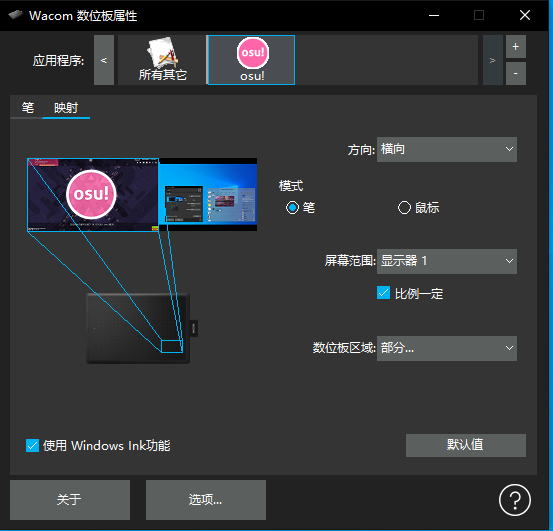 Wacom 数位板属性
应用程序:
<
所有其它
osu!
osu!
>
+
-
笔
映射
osu!
方向:
横向
模式
笔
鼠标
屏幕范围:
显示器 1
比例一定
数位板区域:
部分...
使用 Windows Ink功能
默认值
关于
选项...
?